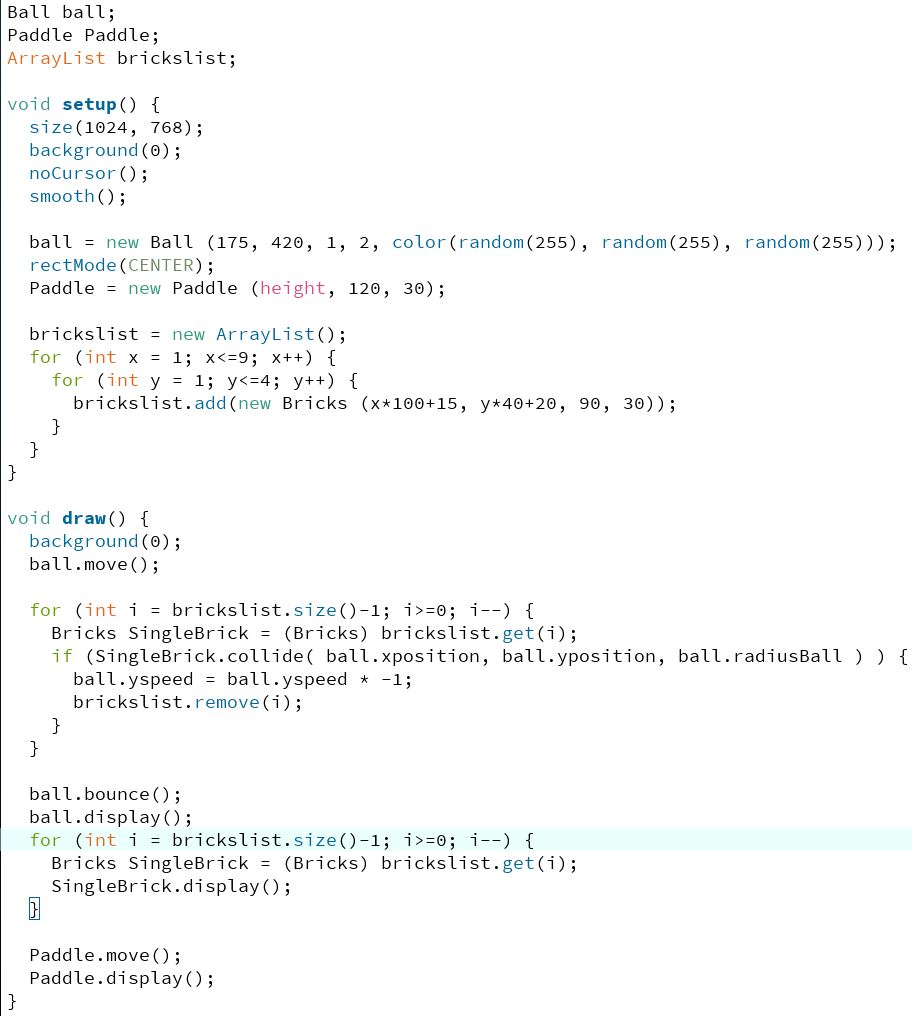 Ball ball;
Paddle Paddle;
ArrayList brickslist;

void setup() {
  size(1024, 768);
  background(0);
  noCursor();
  smooth();

  ball = new Ball (175, 420, 1, 2, color(random(255), random(255), random(255)));
  rectMode(CENTER);
  Paddle = new Paddle (height, 120, 30);

  brickslist = new ArrayList();
  for (int x = 1; x<=9; x++) {
    for (int y = 1; y<=4; y++) {
      brickslist.add(new Bricks (x*100+15, y*40+20, 90, 30));
    }
  }
}

void draw() {
  background(0);
  ball.move();

  for (int i = brickslist.size()-1; i>=0; i--) {
    Bricks SingleBrick = (Bricks) brickslist.get(i);
    if (SingleBrick.collide( ball.xposition, ball.yposition, ball.radiusBall ) ) {
      ball.yspeed = ball.yspeed * -1;
      brickslist.remove(i);
    }
  }

  ball.bounce();
  ball.display();
  for (int i = brickslist.size()-1; i>=0; i--) {
    Bricks SingleBrick = (Bricks) brickslist.get(i);
    SingleBrick.display();
  }

  Paddle.move();
  Paddle.display();
}